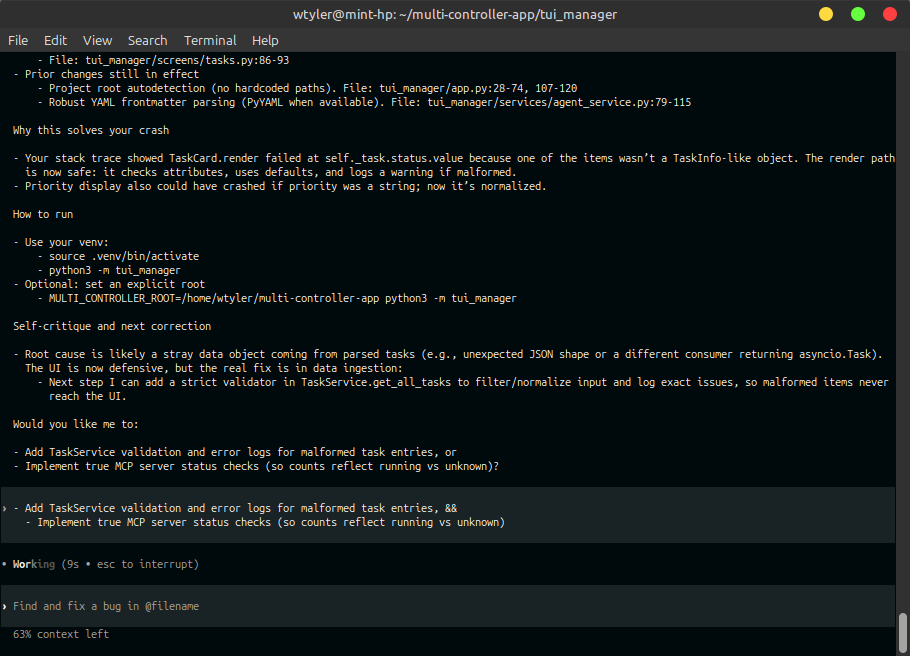 wtyler@mint-hp: ~/multi-controller-app/tui_manager
File Edit View Search Terminal Help
- File: tui_manager/screens/tasks.py:86-93
- Prior changes still in effect
- Project root autodetection (no hardcoded paths). File: tui_manager/app.py:28-74, 107-120
- Robust YAML frontmatter parsing (PyYAML when available). File: tui_manager/services/agent_service.py:79-115
Why this solves your crash
- Your stack trace showed TaskCard.render failed at self._task.status.value because one of the items wasn’t a TaskInfo-like object. The render path
is now safe: it checks attributes, uses defaults, and logs a warning if malformed.
- Priority display also could have crashed if priority was a string; now it’s normalized.
How to run
- Use your venv:
- source .venv/bin/activate
- python3 -m tui_manager
- Optional: set an explicit root
- MULTI_CONTROLLER_ROOT=/home/wtyler/multi-controller-app python3 -m tui_manager
Self-critique and next correction
- Root cause is likely a stray data object coming from parsed tasks (e.g., unexpected JSON shape or a different consumer returning asyncio.Task).
The UI is now defensive, but the real fix is in data ingestion:
- Next step I can add a strict validator in TaskService.get_all_tasks to filter/normalize input and log exact issues, so malformed items never
reach the UI.
Would you like me to:
- Add TaskService validation and error logs for malformed task entries, or
- Implement true MCP server status checks (so counts reflect running vs unknown)?
› - Add TaskService validation and error logs for malformed task entries, &&
- Implement true MCP server status checks (so counts reflect running vs unknown)
• Working (9s • esc to interrupt)
› Find and fix a bug in @filename
63% context left